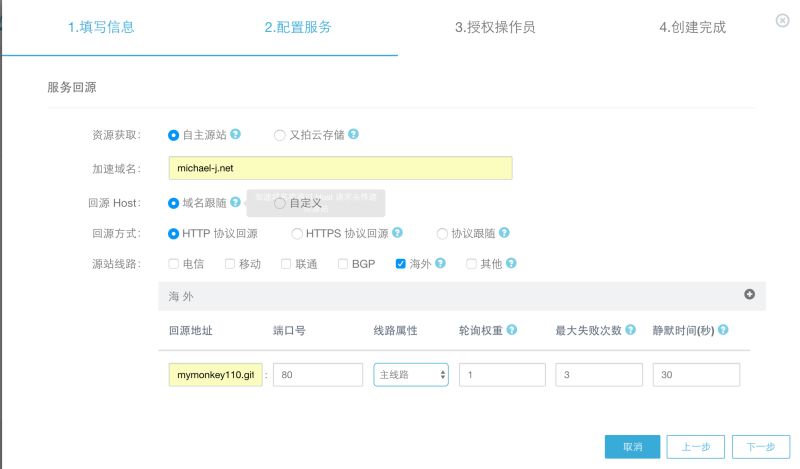 1.填写信息 2.配置服务 3.授权操作员 4.创建完成
服务回源
资源获取: 自主源站 ? 又拍云存储 ?
加速域名: michael-j.net
回源 Host: 域名跟随 ? 自定义
回源方式: HTTP 协议回源 HTTPS 协议回源 ? 协议跟随 ?
源站线路: 电信 移动 联通 BGP 海外 ? 其他 ?
海外
回源地址 端口号 线路属性 轮询权重 ? 最大失败次数 ? 静默时间(秒) ?
mymonkey110.git : 80 主线路 1 3 30
取消 上一步 下一步